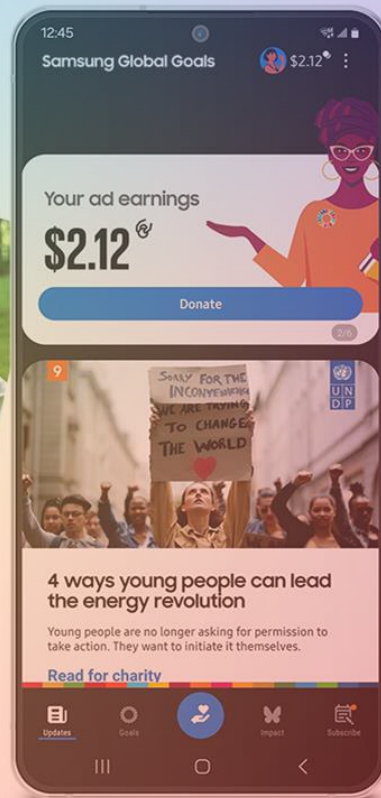 12:45
Samsung Global Goals
$2.12
Your ad earnings
$2.12
Donate
2/6
9
SORRY FOR THE
INCONVENIENCE
WE ARE TRYING
TO CHANGE
THE WORLD
U N
D P
4 ways young people can lead
the energy revolution
Young people are no longer asking for permission to
take action. They want to initiate it themselves.
Read for charity
Updates
Goals
Impact
Subscribe